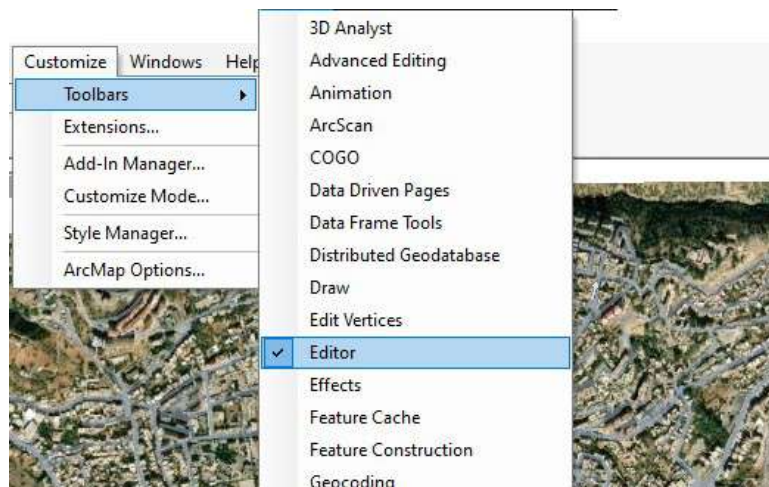 Customize Windows Help
Toolbars
Extensions...
Add-In Manager...
Customize Mode...
Style Manager...
ArcMap Options...
3D Analyst
Advanced Editing
Animation
ArcScan
COGO
Data Driven Pages
Data Frame Tools
Distributed Geodatabase
Draw
Edit Vertices
Editor
Effects
Feature Cache
Feature Construction
Geocoding